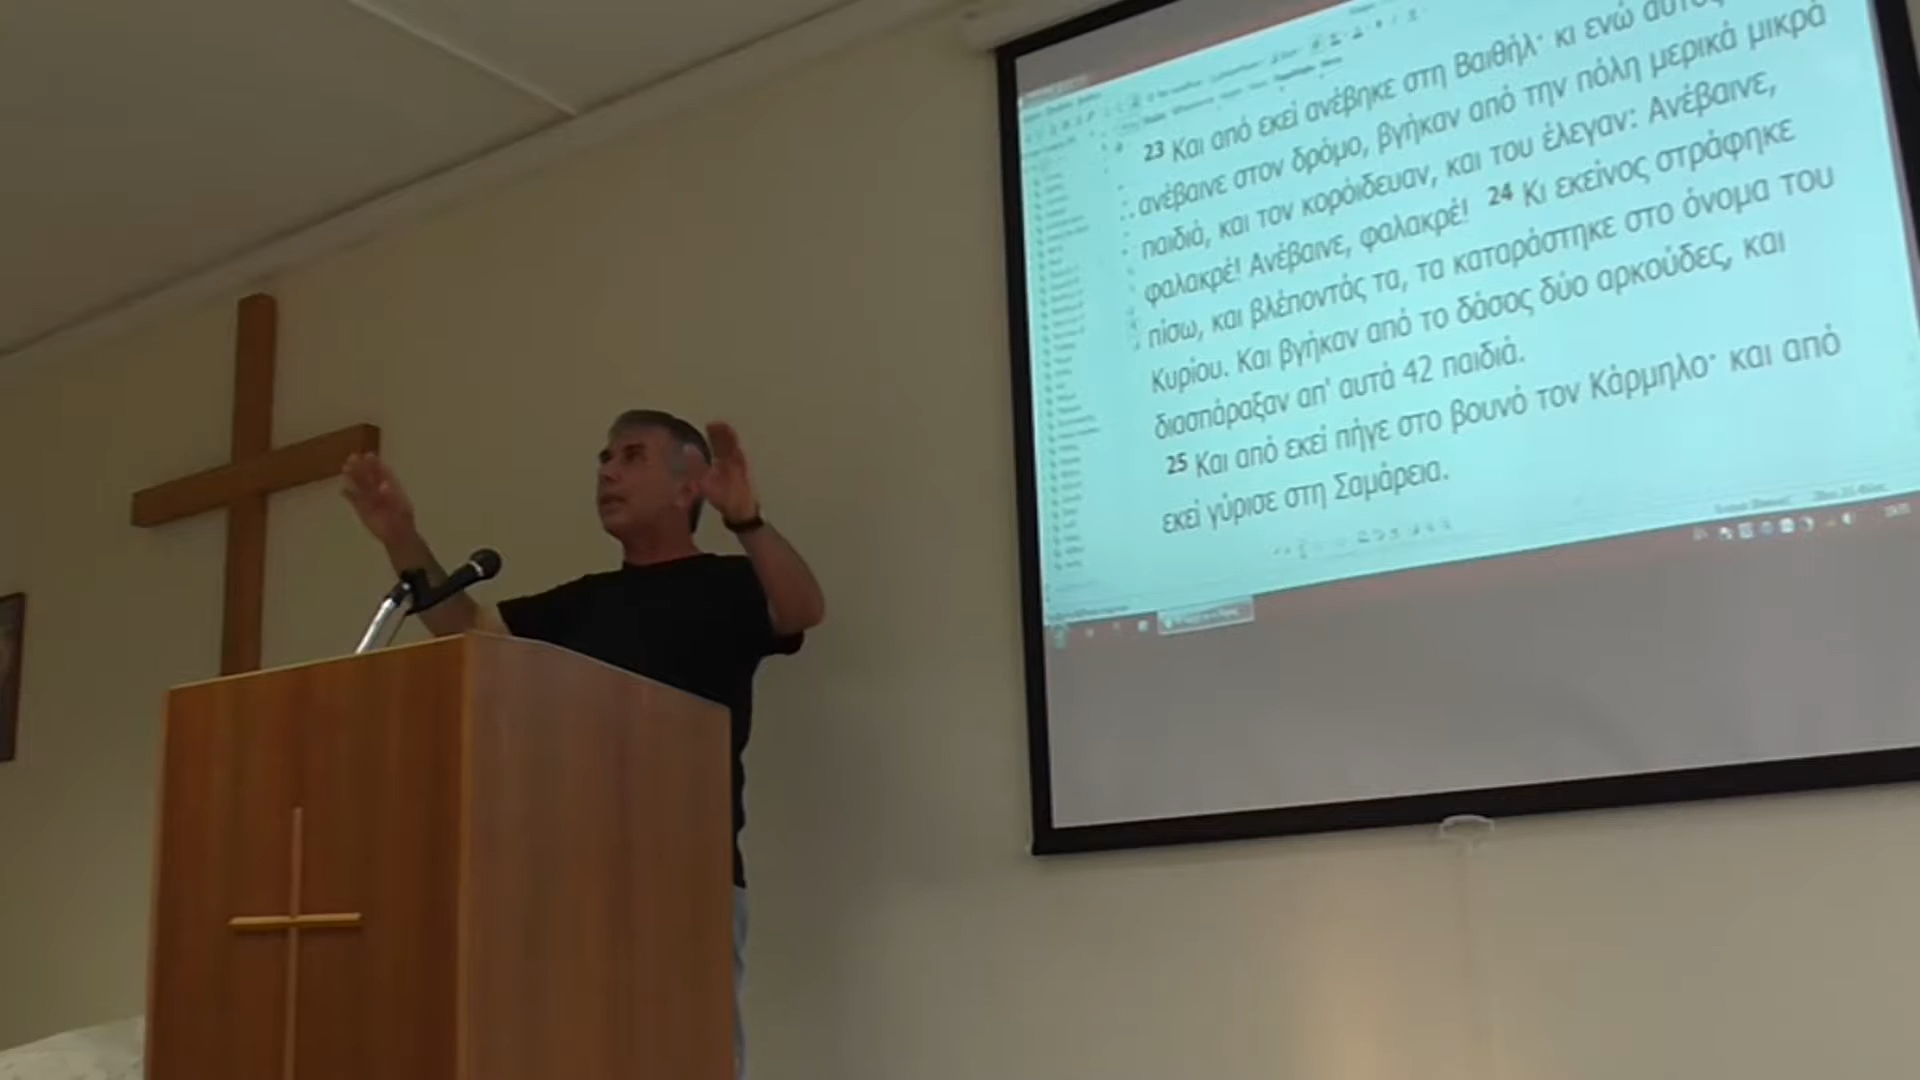 23 Και από εκεί ανέβηκε στη Βαιθήλ· κι ενώ αυτός
ανέβαινε στον δρόμο, βγήκαν από την πόλη μερικά μικρά
παιδιά, και τον κορόιδευαν, και του έλεγαν: Ανέβαινε,
φαλακρέ! Ανέβαινε, φαλακρέ! 24 Κι εκείνος στράφηκε
πίσω, και βλέποντάς τα, τα καταράστηκε στο όνομα του
Κυρίου. Και βγήκαν από το δάσος δύο αρκούδες, και
διασπάραξαν απ' αυτά 42 παιδιά.
25 Και από εκεί πήγε στο βουνό τον Κάρμηλο· και από
εκεί γύρισε στη Σαμάρεια.